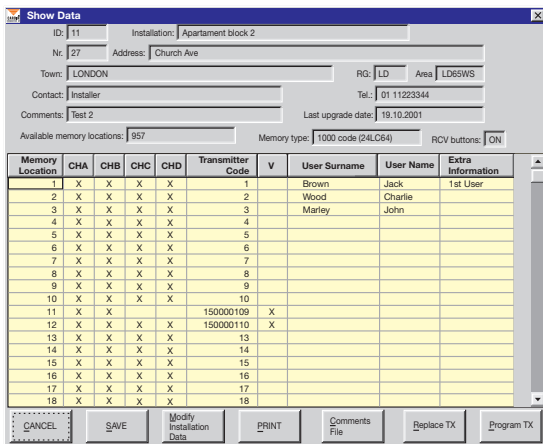 Show Data
ID: 11 Installation: Apartament block 2
Nr. 27 Address: Church Ave
Town: LONDON RG: LD Area LD65WS
Contact: Installer Tel.: 01 11223344
Comments: Test 2 Last upgrade date: 19.10.2001
Available memory locations: 957 Memory type: 1000 code (24LC64) RCV buttons: ON
Memory Location CHA CHB CHC CHD Transmitter Code V User Surname User Name Extra Information
1 X X X X 1 Brown Jack 1st User
2 X X X X 2 Wood Charlie
3 X X X X 3 Marley John
4 X X X X 4
5 X X X X 5
6 X X X X 6
7 X X X X 7
8 X X X X 8
9 X X X X 9
10 X X X X 10
11 X X 150000109 X
12 X X X X 150000110 X
13 X X X X 13
14 X X X X 14
15 X X X X 15
16 X X X X 16
17 X X X X 17
18 X X X X 18
CANCEL SAVE Modify Installation Data PRINT Comments File Replace TX Program TX